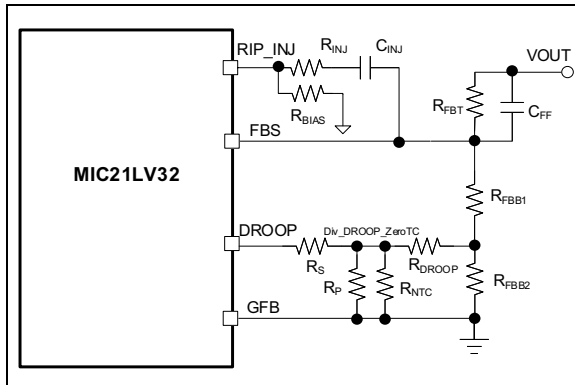 RIP_INJ
RINJ
CINJ
VOUT
RBIAS
RFBT
CFF
FBS
MIC21LV32
RFBB1
DROOP
Div_DROOP_ZeroTC
RS
RDROOP
RP
RNTC
RFBB2
GFB